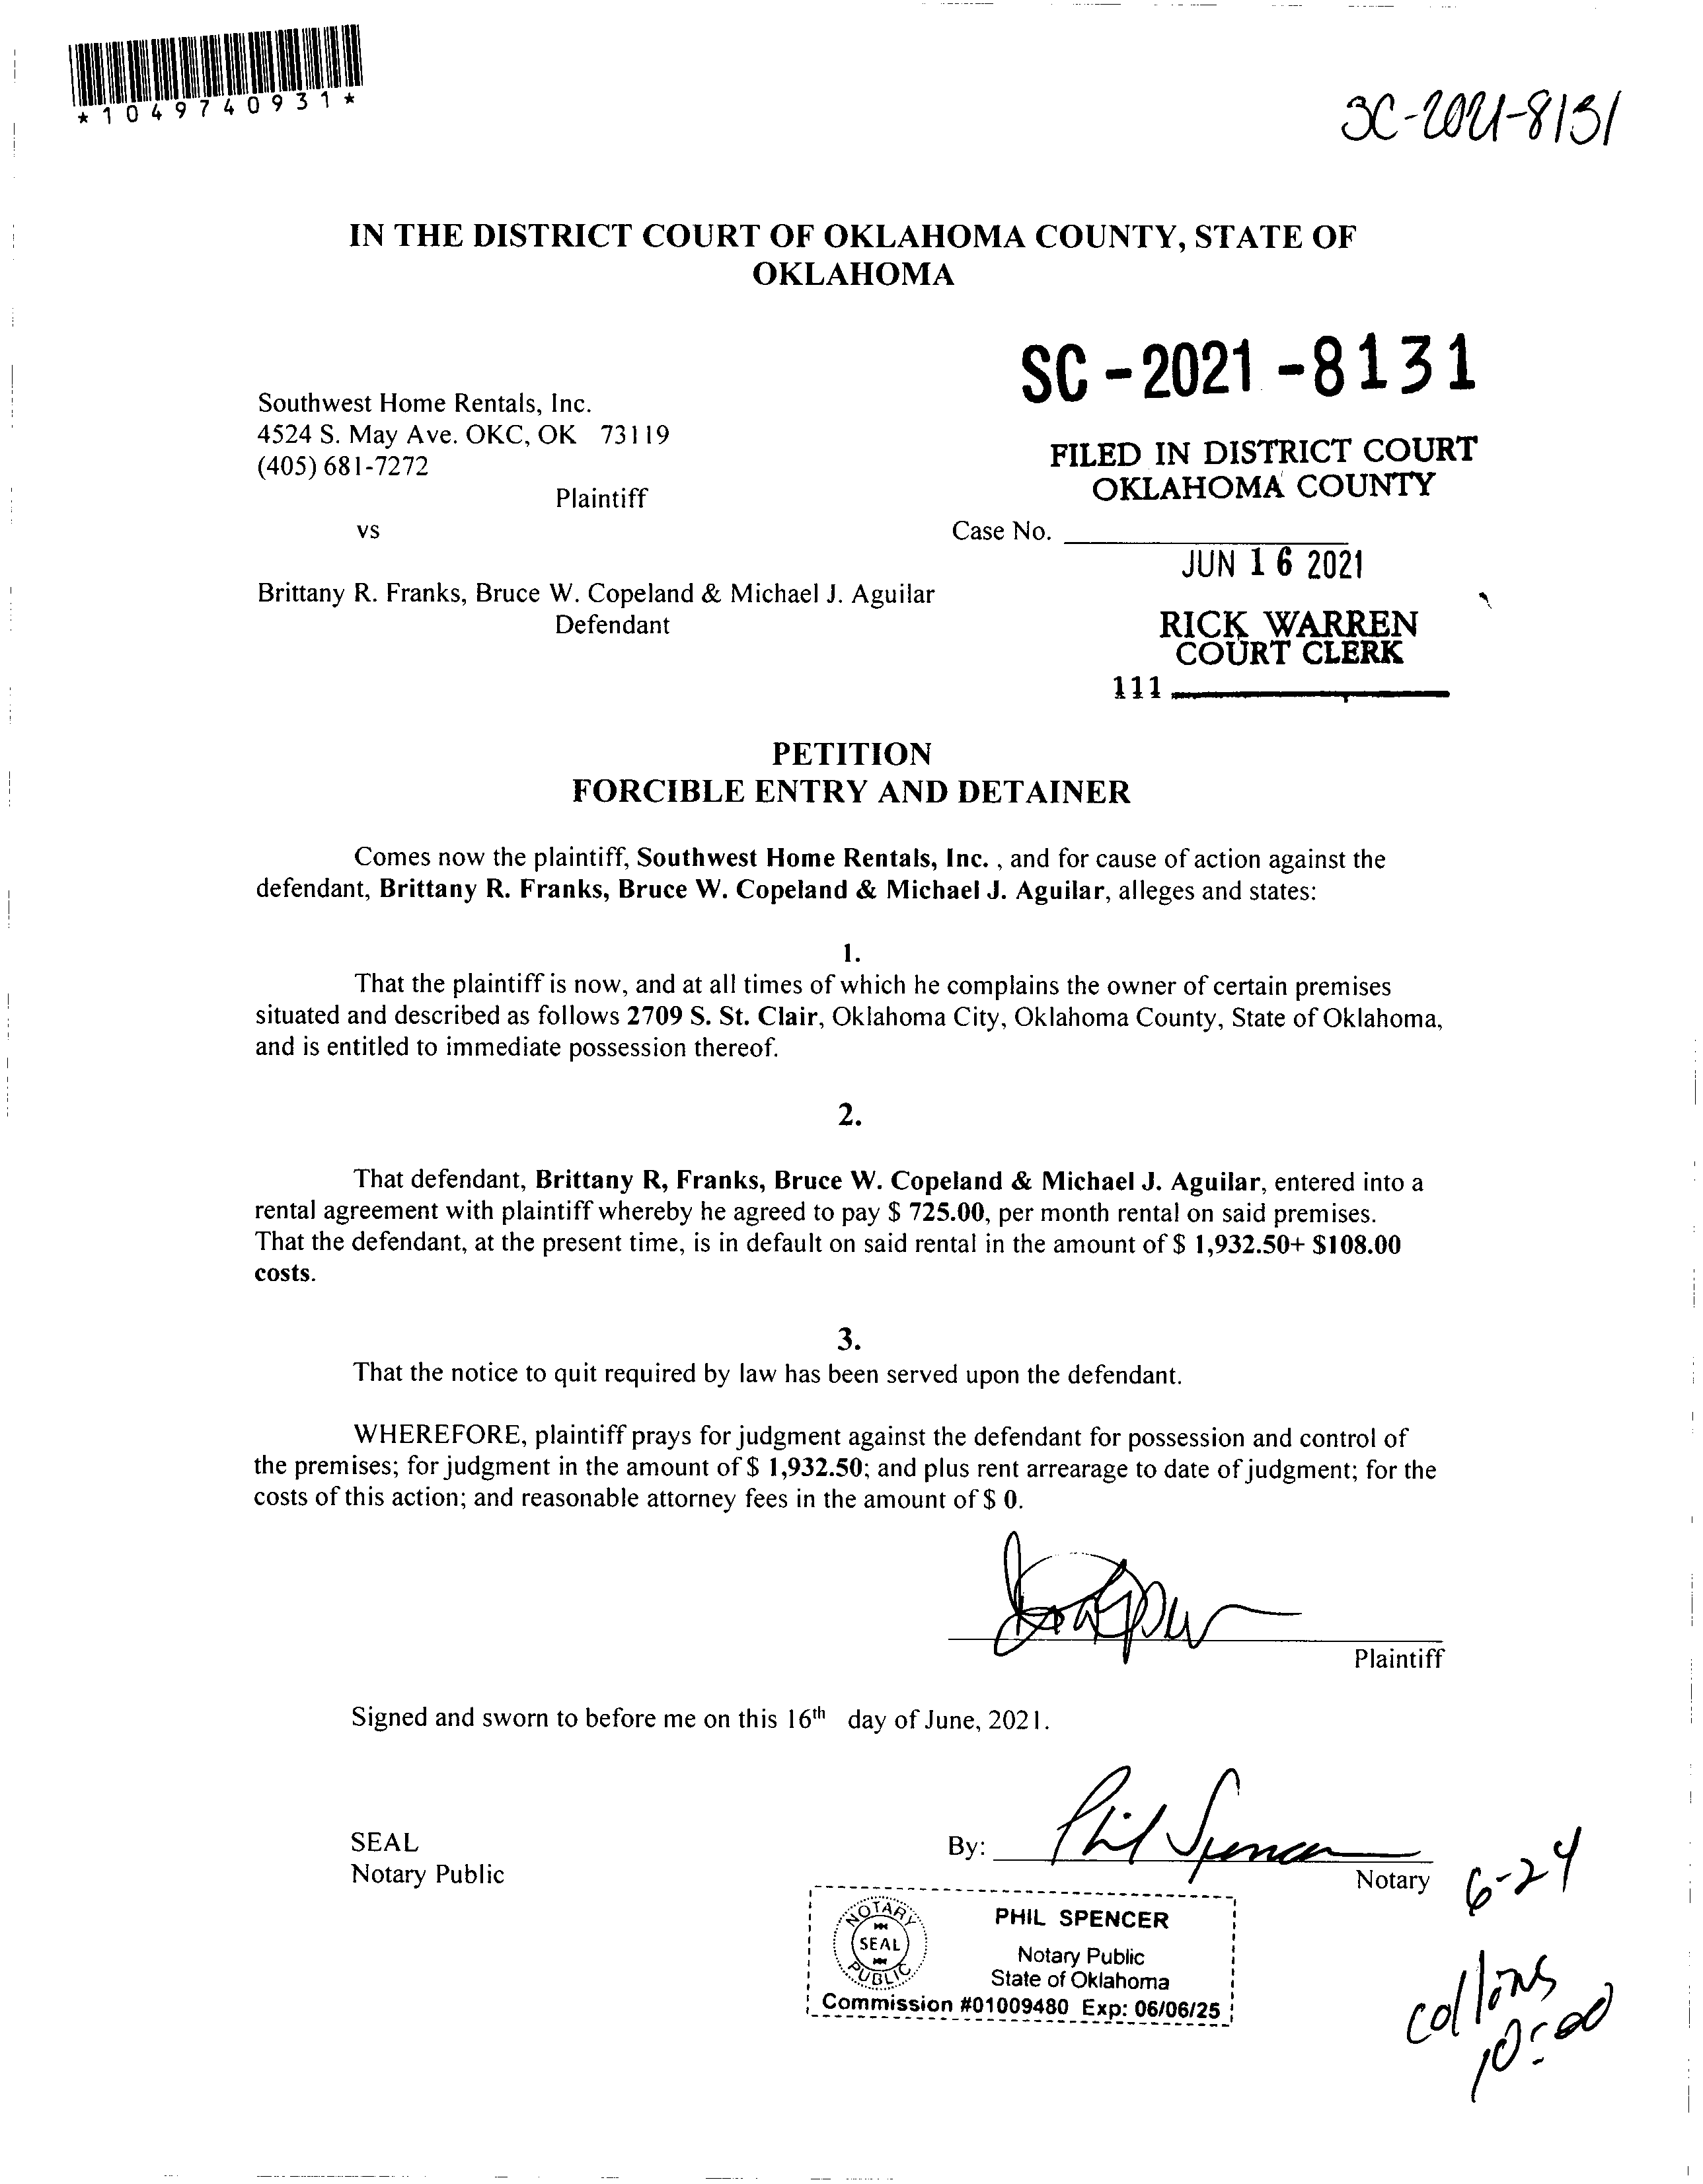 *1049740931*
SC-2021-8131
IN THE DISTRICT COURT OF OKLAHOMA COUNTY, STATE OF
OKLAHOMA
SC-2021-8131
Southwest Home Rentals, Inc.
4524 S. May Ave. OKC, OK 73119
(405) 681-7272
FILED IN DISTRICT COURT
OKLAHOMA COUNTY
Plaintiff
vs
Case No.
JUN 16 2021
Brittany R. Franks, Bruce W. Copeland & Michael J. Aguilar
Defendant
RICK WARREN
COURT CLERK
111
PETITION
FORCIBLE ENTRY AND DETAINER
Comes now the plaintiff, Southwest Home Rentals, Inc. , and for cause of action against the
defendant, Brittany R. Franks, Bruce W. Copeland & Michael J. Aguilar, alleges and states:
1.
That the plaintiff is now, and at all times of which he complains the owner of certain premises
situated and described as follows 2709 S. St. Clair, Oklahoma City, Oklahoma County, State of Oklahoma,
and is entitled to immediate possession thereof.
2.
That defendant, Brittany R, Franks, Bruce W. Copeland & Michael J. Aguilar, entered into a
rental agreement with plaintiff whereby he agreed to pay $ 725.00, per month rental on said premises.
That the defendant, at the present time, is in default on said rental in the amount of $ 1,932.50+ $108.00
costs.
3.
That the notice to quit required by law has been served upon the defendant.
WHEREFORE, plaintiff prays for judgment against the defendant for possession and control of
the premises; for judgment in the amount of $ 1,932.50; and plus rent arrearage to date of judgment; for the
costs of this action; and reasonable attorney fees in the amount of $ 0.
Plaintiff
Signed and sworn to before me on this 16th day of June, 2021.
SEAL
Notary Public
By: Phil Spencer
Notary
6-24
NOTARY
SEAL
PUBLIC
PHIL SPENCER
Notary Public
State of Oklahoma
Commission #01009480 Exp: 06/06/25
collins
10:00